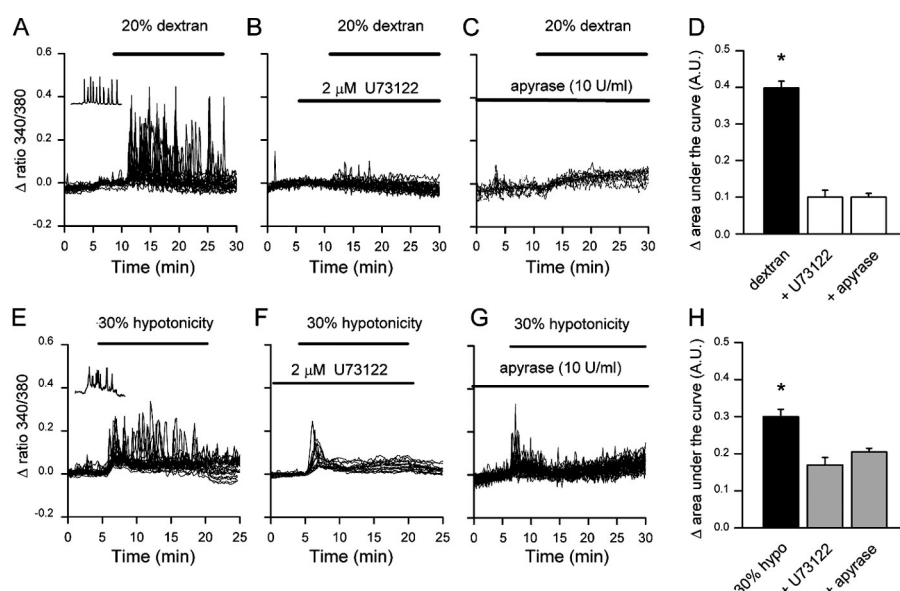 A
B
C
D
20% dextran
20% dextran
20% dextran
2 μM U73122
apyrase (10 U/ml)
Δ ratio 340/380
0.6
0.4
0.2
0.0
-0.2
0 5 10 15 20 25 30
0 5 10 15 20 25 30
0 5 10 15 20 25 30
Time (min)
Time (min)
Time (min)
Δ area under the curve (A.U.)
0.5
0.4
0.3
0.2
0.1
0.0
*
dextran
+ U73122
+ apyrase
E
F
G
H
30% hypotonicity
30% hypotonicity
30% hypotonicity
2 μM U73122
apyrase (10 U/ml)
Δ ratio 340/380
0.6
0.4
0.2
0.0
-0.2
0 5 10 15 20 25
0 5 10 15 20 25
0 5 10 15 20 25 30
Time (min)
Time (min)
Time (min)
Δ area under the curve (A.U.)
0.5
0.4
0.3
0.2
0.1
0.0
*
30% hypo
+ U73122
+ apyrase